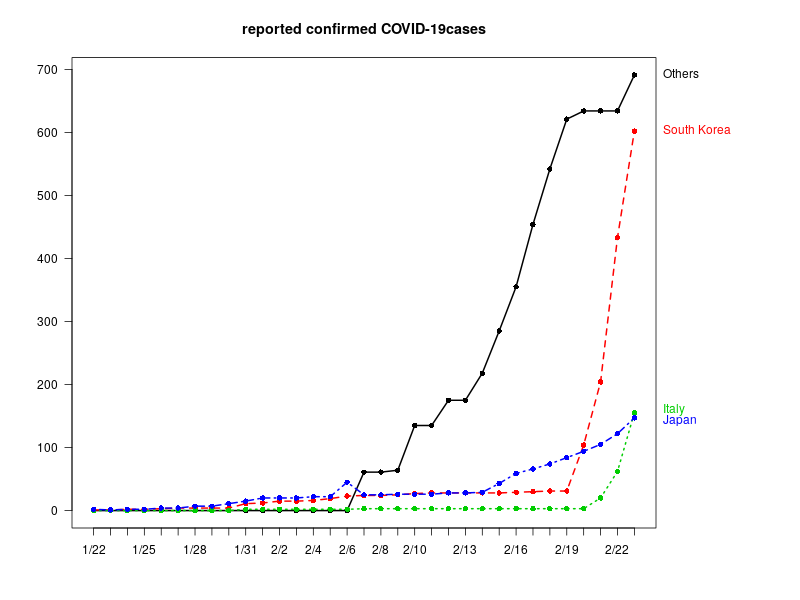 reported confirmed COVID-19cases
700
600
500
400
300
200
100
0
Others
South Korea
Italy
Japan
1/22 1/25 1/28 1/31 2/2 2/4 2/6 2/8 2/10 2/13 2/16 2/19 2/22